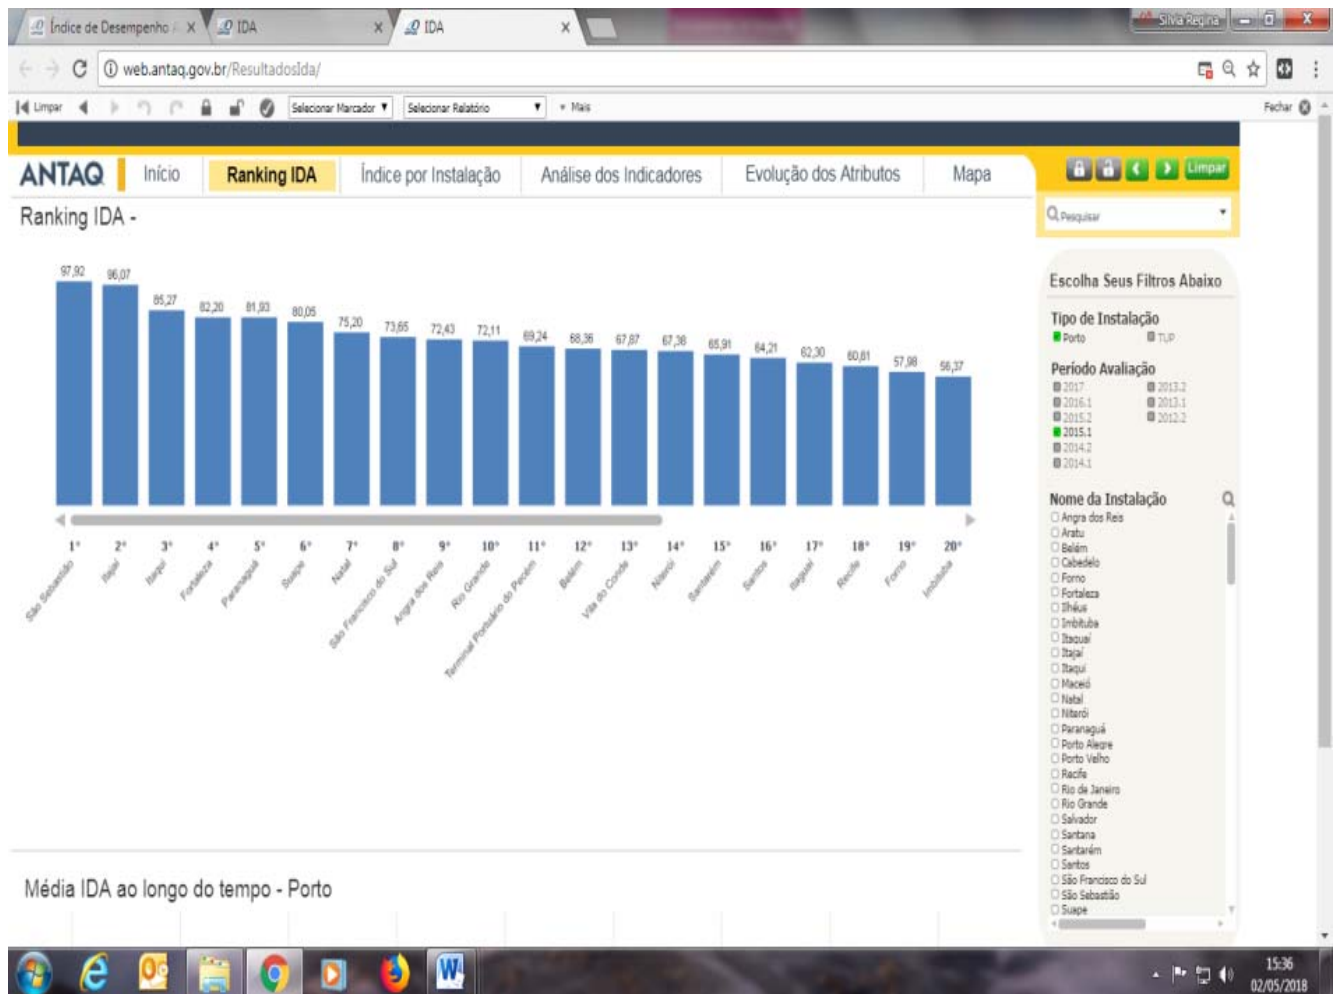 Índice de Desempenho A
IDA
IDA
Silvia Regina
web.antaq.gov.br/ResultadosIda/
Limpar
Selecionar Marcador
Selecionar Relatório
Mais
Fechar
ANTAQ
Início
Ranking IDA
Índice por Instalação
Análise dos Indicadores
Evolução dos Atributos
Mapa
Limpar
Ranking IDA -
Pesquisar
97,92
96,07
85,27
82,20
81,93
80,05
75,20
73,65
72,43
72,11
69,24
68,36
67,87
67,38
65,91
64,21
62,30
60,81
57,98
56,37
1° 2° 3° 4° 5° 6° 7° 8° 9° 10° 11° 12° 13° 14° 15° 16° 17° 18° 19° 20°
São Sebastião
Itajaí
Itaqui
Fortaleza
Paranaguá
Suape
Natal
São Francisco do Sul
Angra dos Reis
Rio Grande
Terminal Portuário do Pecém
Belém
Vila do Conde
Niterói
Santarém
Santos
Itaguaí
Recife
Forno
Imbituba
Escolha Seus Filtros Abaixo
Tipo de Instalação
Porto TUP
Período Avaliação
2017 2013.2
2016.1 2013.1
2015.2 2012.2
2015.1
2014.2
2014.1
Nome da Instalação
Angra dos Reis
Aratu
Belém
Cabedelo
Forno
Fortaleza
Ilhéus
Imbituba
Itaguaí
Itajaí
Itaqui
Maceió
Natal
Niterói
Paranaguá
Porto Alegre
Porto Velho
Recife
Rio de Janeiro
Rio Grande
Salvador
Santana
Santarém
Santos
São Francisco do Sul
São Sebastião
Suape
Média IDA ao longo do tempo - Porto
15:36
02/05/2018